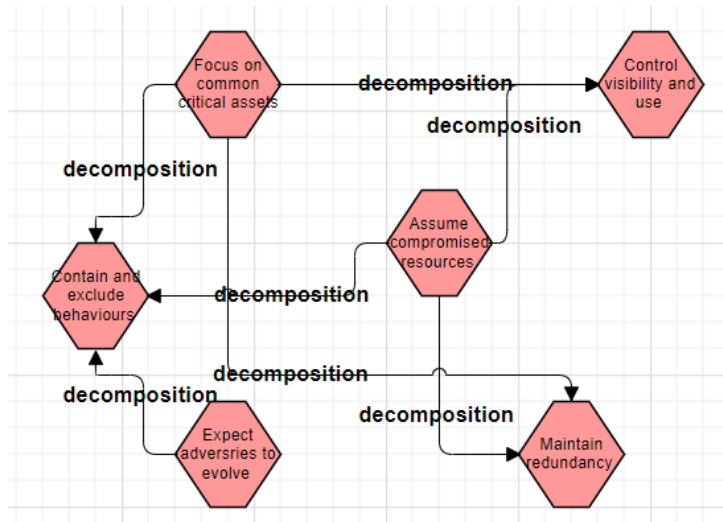 Focus on
common
critical assets
decomposition
Control
visibility and
use
decomposition
decomposition
Assume
compromised
resources
Contain and
exclude
behaviours
decomposition
decomposition
decomposition
decomposition
Expect
adversries to
evolve
Maintain
redundancy